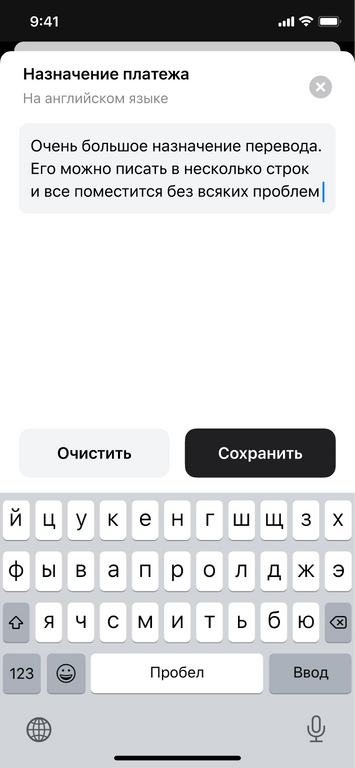 9:41
Назначение платежа
На английском языке
Очень большое назначение перевода.
Его можно писать в несколько строк
и все поместится без всяких проблем
Очистить Сохранить
й ц у к е н г ш щ з х
ф ы в а п р о л д ж э
я ч с м и т ь б ю
123 Пробел Ввод